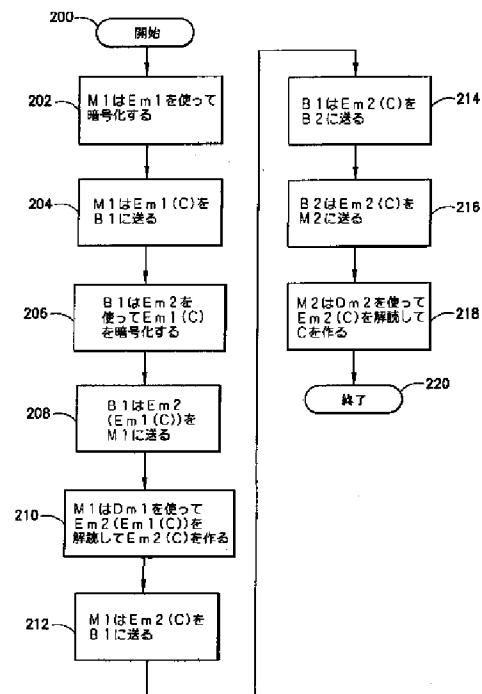 200
開始
202
M1はEm1を使って
暗号化する
204
M1はEm1(C)を
B1に送る
206
B1はEm2を
使ってEm1(C)
を暗号化する
208
B1はEm2
(Em1(C))を
M1に送る
210
M1はDm1を使って
Em2(Em1(C))を
解読してEm2(C)を作る
212
M1はEm2(C)を
B1に送る
214
B1はEm2(C)を
B2に送る
216
B2はEm2(C)を
M2に送る
218
M2はDm2を使って
Em2(C)を解読して
Cを作る
220
終了